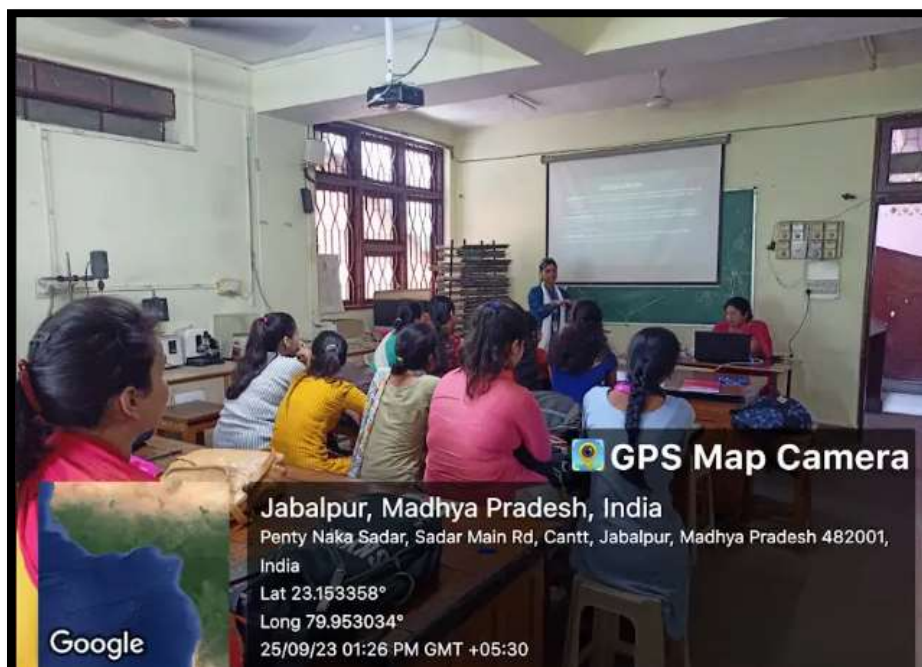 GPS Map Camera
Jabalpur, Madhya Pradesh, India
Penty Naka Sadar, Sadar Main Rd, Cantt, Jabalpur, Madhya Pradesh 482001,
India
Lat 23.153358°
Long 79.953034°
25/09/23 01:26 PM GMT +05:30
Google